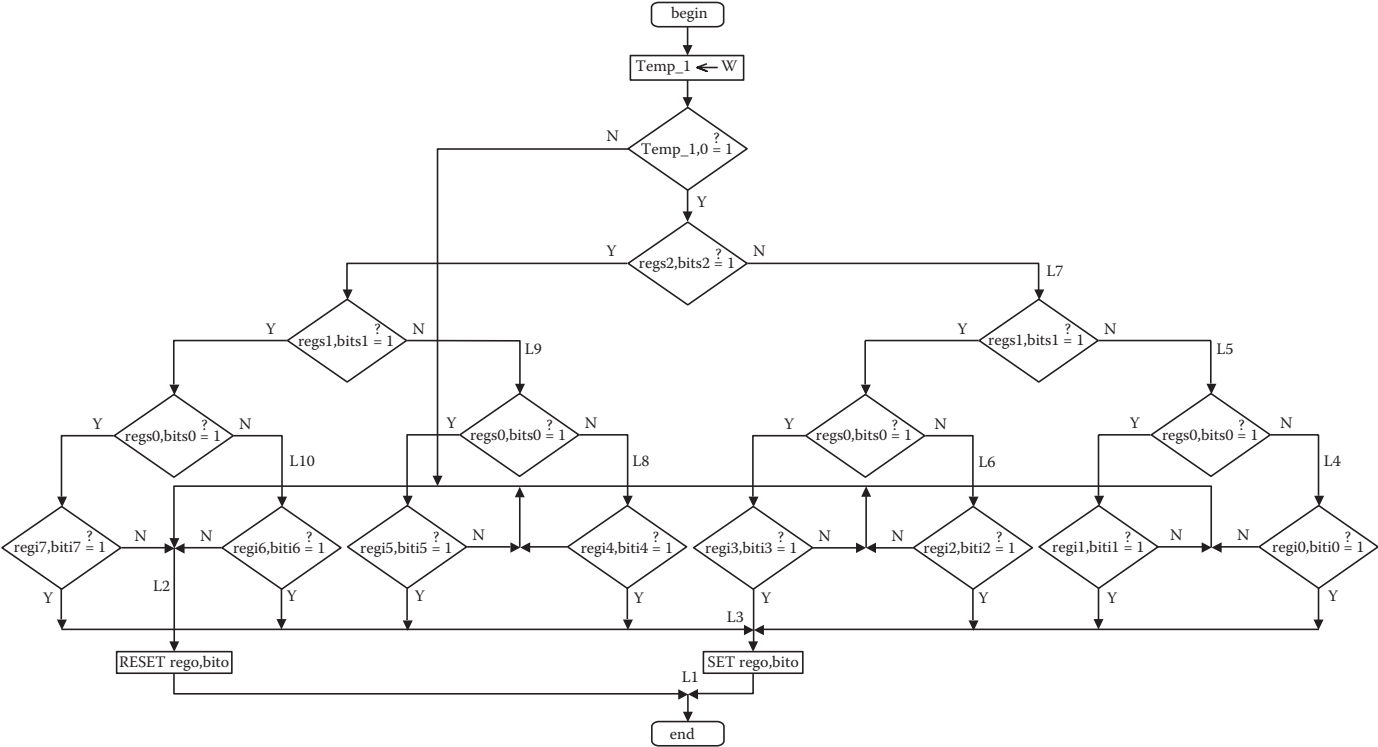 begin
Temp_1 ← W
N
Temp_1,0 ?= 1
Y
Y
regs2,bits2 ?= 1
N
L7
Y
regs1,bits1 ?= 1
N
L9
Y
regs1,bits1 ?= 1
N
L5
Y
regs0,bits0 ?= 1
N
L10
Y
regs0,bits0 ?= 1
N
L8
Y
regs0,bits0 ?= 1
N
L6
Y
regs0,bits0 ?= 1
N
L4
regi7,biti7 ?= 1
N
N
regi6,biti6 ?= 1
regi5,biti5 ?= 1
N
regi4,biti4 ?= 1
regi3,biti3 ?= 1
N
N
regi2,biti2 ?= 1
regi1,biti1 ?= 1
N
N
regi0,biti0 ?= 1
Y
L2
Y
Y
Y
L3
Y
Y
Y
Y
RESET rego,bito
SET rego,bito
L1
end